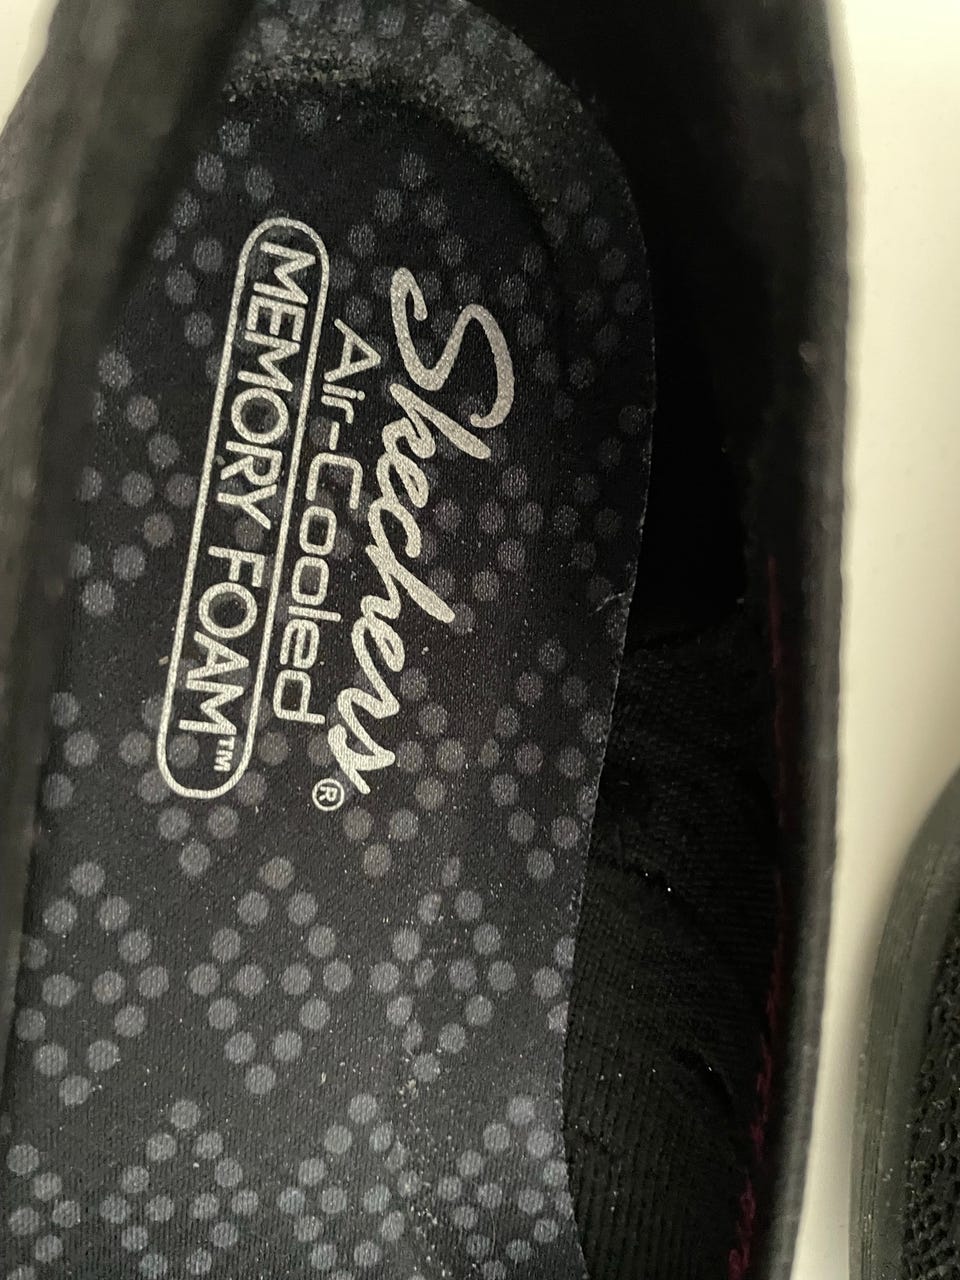 Skechers®
Air-Cooled
MEMORY FOAM™